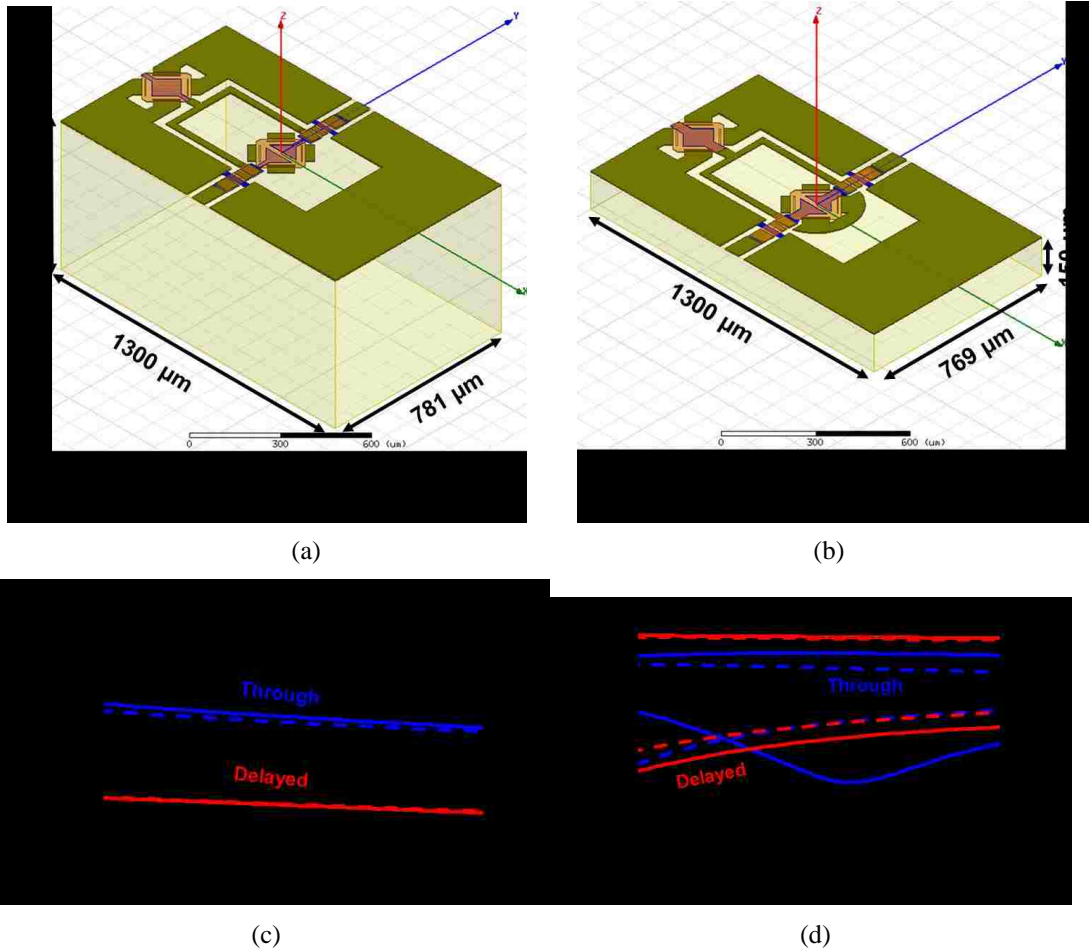 Z
Y
X
1300 µm
781 µm
0 300 600 (um)
(a)
Z
X
1300 µm
769 µm
0 300 600 (um)
(b)
Through
Delayed
(c)
Through
Delayed
(d)